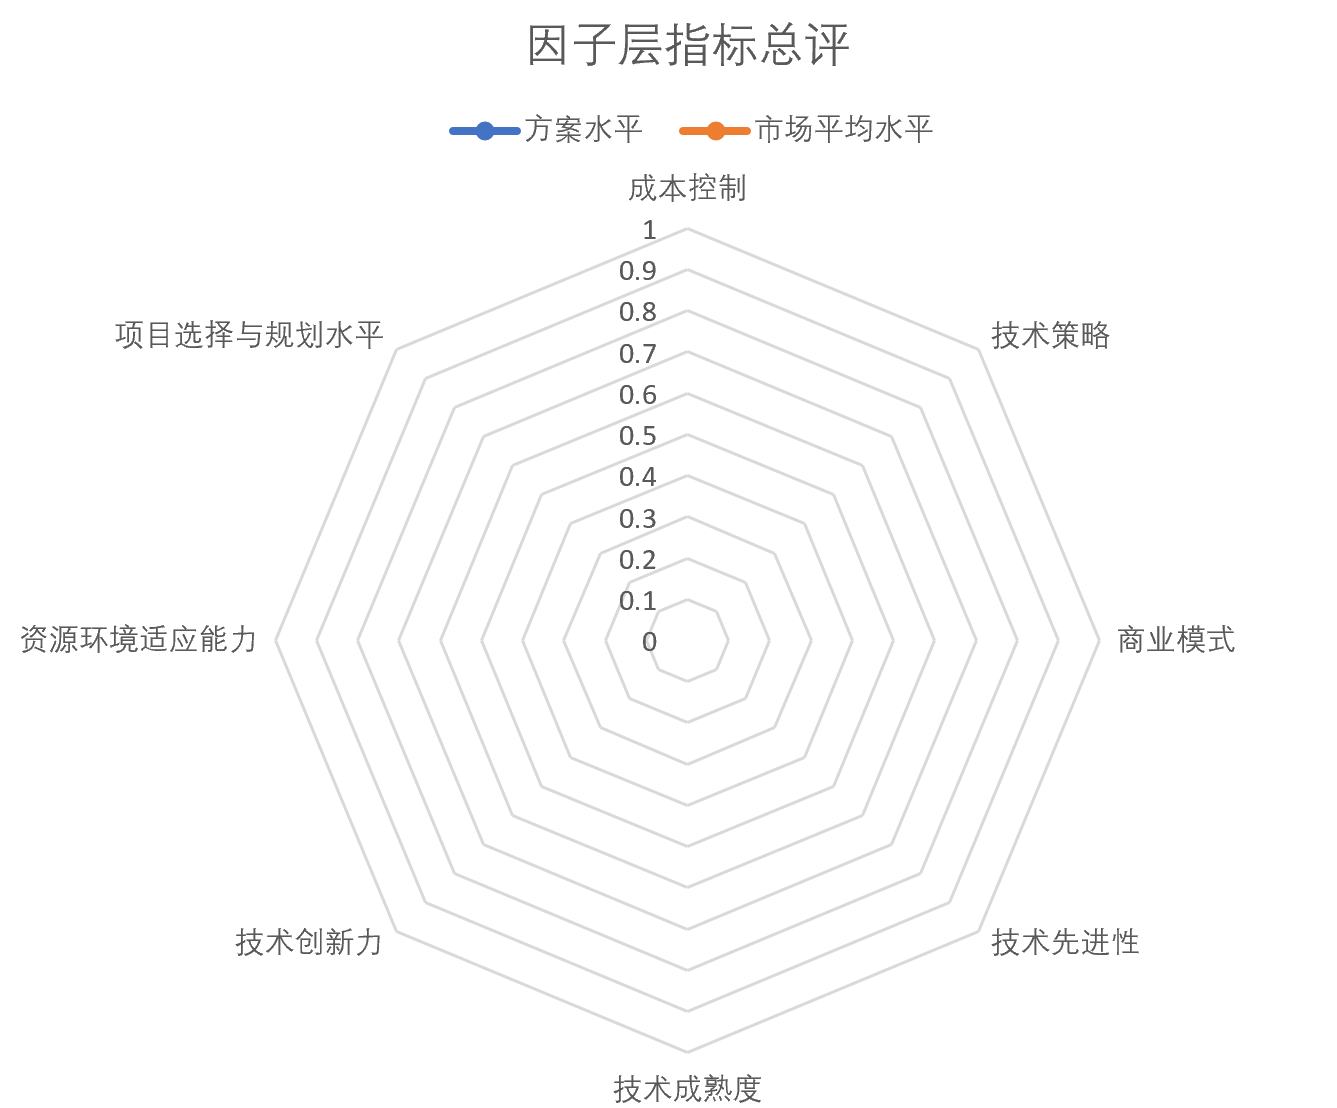 因子层指标总评
方案水平 市场平均水平
成本控制
1
0.9
0.8
项目选择与规划水平 技术策略
0.7
0.6
0.5
0.4
0.3
0.2
0.1
资源环境适应能力 0 商业模式
技术创新力 技术先进性
技术成熟度